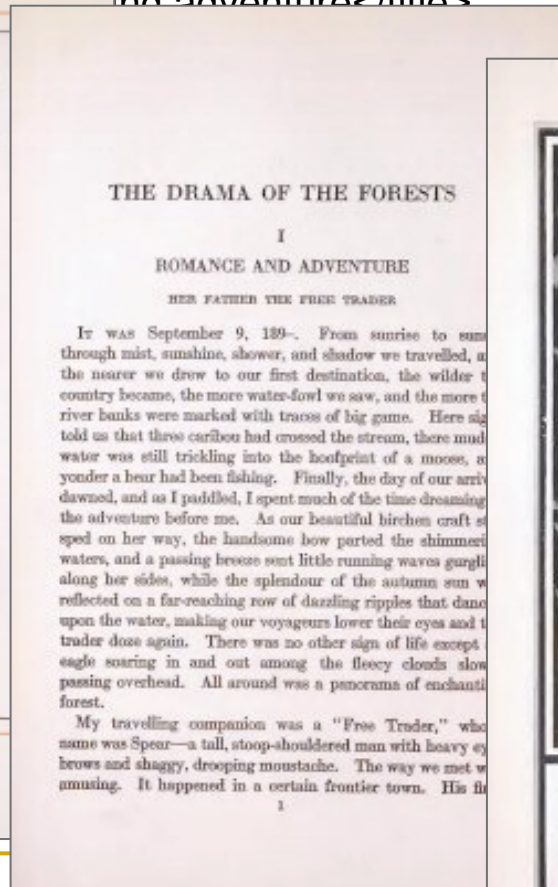 THE DRAMA OF THE FORESTS
I
ROMANCE AND ADVENTURE
HER FATHER THE FREE TRADER
It was September 9, 189–. From sunrise to
through mist, sunshine, shower, and shadow we travelled,
the nearer we drew to our first destination, the wilder
country became, the more water-fowl we saw, and the more
river banks were marked with traces of big game. Here
told us that three caribou had crossed the stream, there
water was still trickling into the hoofprint of a moose,
yonder a bear had been fishing. Finally, the day of our
dawned, and as I paddled, I spent much of the time dreaming
the adventure before me. As our beautiful birchen craft
sped on her way, the handsome bow parted the
waters, and a passing breeze sent little running waves
along her sides, while the splendour of the autumn sun
reflected on a far-reaching row of dazzling ripples that
upon the water, making our voyageurs lower their eyes and
trader doze again. There was no other sign of life except
eagle soaring in and out among the fleecy clouds
passing overhead. All around was a panorama of
forest.
My travelling companion was a "Free Trader,"
name was Spear—a tall, stoop-shouldered man with heavy
brows and shaggy, drooping moustache. The way we met
amusing. It happened in a certain frontier town. His
1